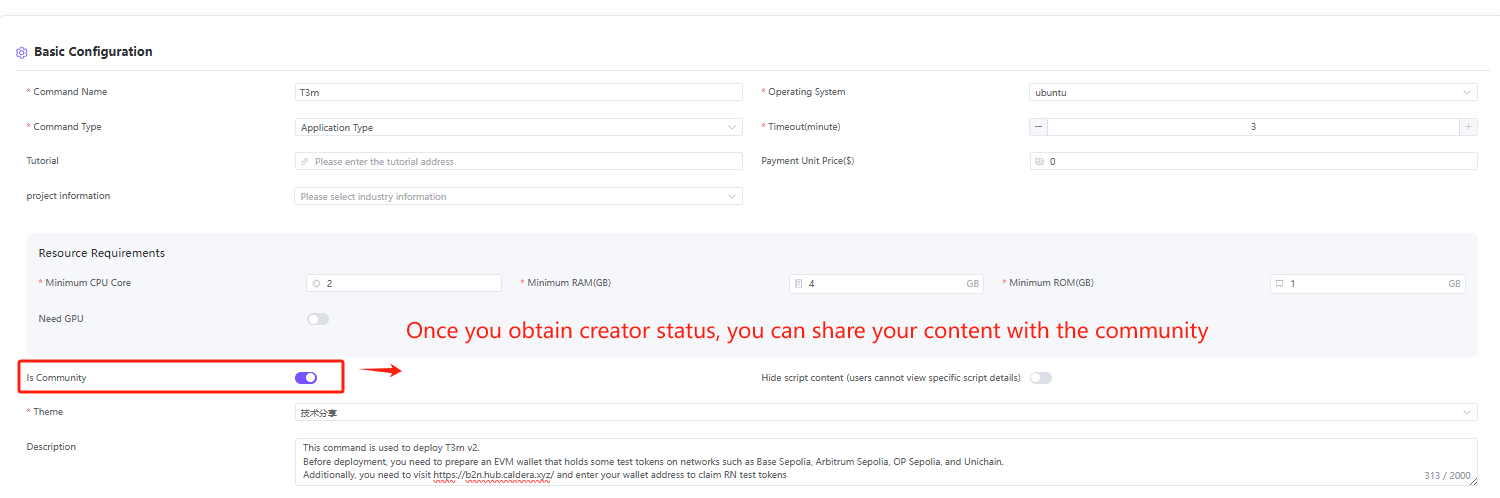 Basic Configuration
* Command Name T3rn * Operating System ubuntu
* Command Type Application Type * Timeout(minute) 3
Tutorial Please enter the tutorial address Payment Unit Price($) 0
project information Please select industry information
Resource Requirements
* Minimum CPU Core 2 * Minimum RAM(GB) 4 GB * Minimum ROM(GB) 1 GB
Need GPU
Once you obtain creator status, you can share your content with the community
Is Community Hide script content (users cannot view specific script details)
* Theme 技术分享
Description This command is used to deploy T3rn v2.
Before deployment, you need to prepare an EVM wallet that holds some test tokens on networks such as Base Sepolia, Arbitrum Sepolia, OP Sepolia, and Unichain.
Additionally, you need to visit https://b2n.hub.caldera.xyz/ and enter your wallet address to claim RN test tokens 313 / 2000